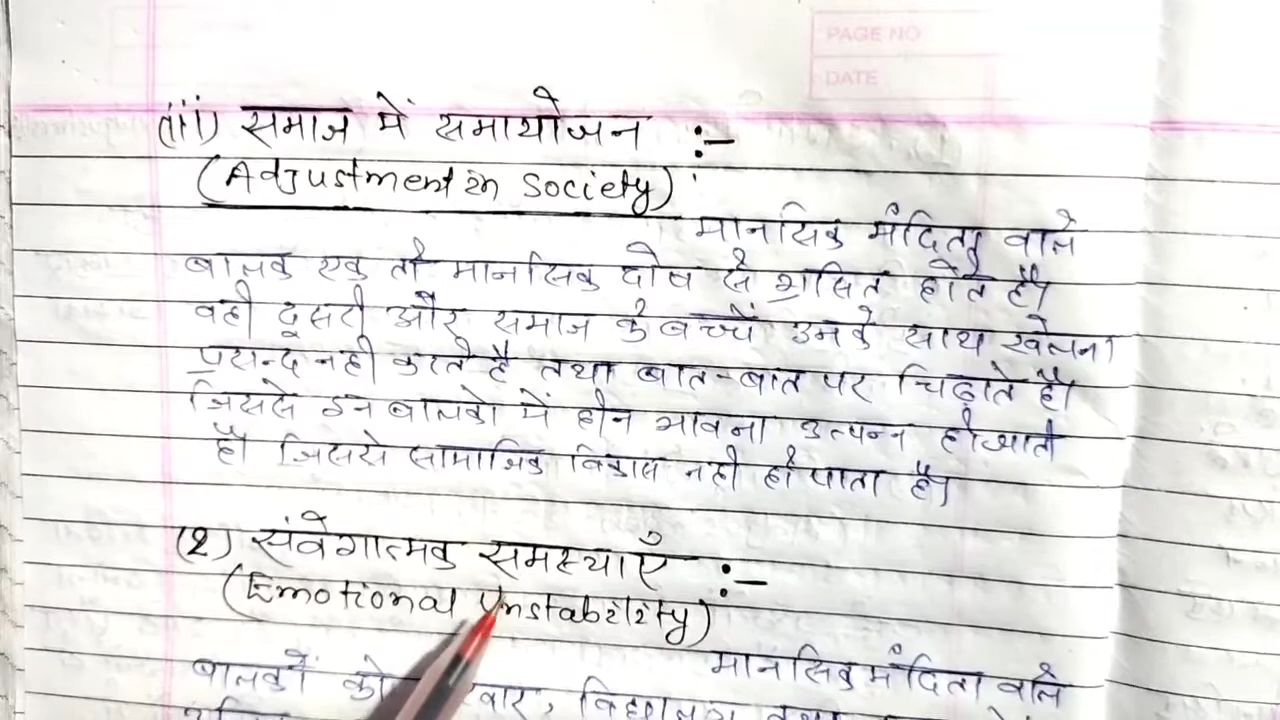 PAGE NO
DATE
(iii) समाज में समायोजन :-
(Adjustment in Society)
मानसिक मंदिता वाले
बालक एक तो मानसिक दोष से ग्रसित होते है।
वही दूसरी और समाज के बच्चें उनके साथ खेलना
पसन्द नही करते है तथा बात-बात पर चिढ़ाते है।
जिससे इन बालको में हीन भावना उत्पन्न हो जाती
है। जिससे सामाजिक विकास नही हो पाता है।
(2) संवेगात्मक समस्याएँ :-
(Emotional Unstability)
मानसिक मंदिता वाले
बालकों को विद्यालय तथा